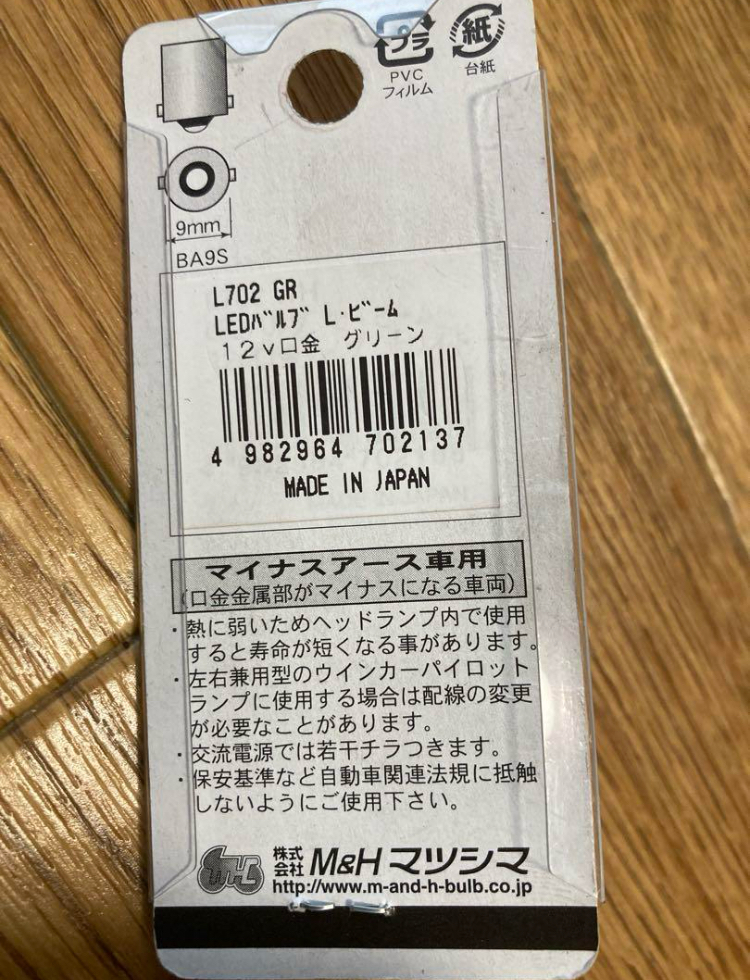 プラ
PVC
フィルム
紙
台紙
9mm
BA9S
L702 GR
LEDバルブ L・ビーム
12v口金 グリーン
4 982964 702137
MADE IN JAPAN
マイナスアース車用
(口金金属部がマイナスになる車両)
・熱に弱いためヘッドランプ内で使用
すると寿命が短くなる事があります。
・左右兼用型のウインカーパイロット
ランプに使用する場合は配線の変更
が必要なことがあります。
・交流電源では若干チラつきます。
・保安基準など自動車関連法規に抵触
しないようにご使用下さい。
M&H
株式会社 M&H マツシマ
http://www.m-and-h-bulb.co.jp